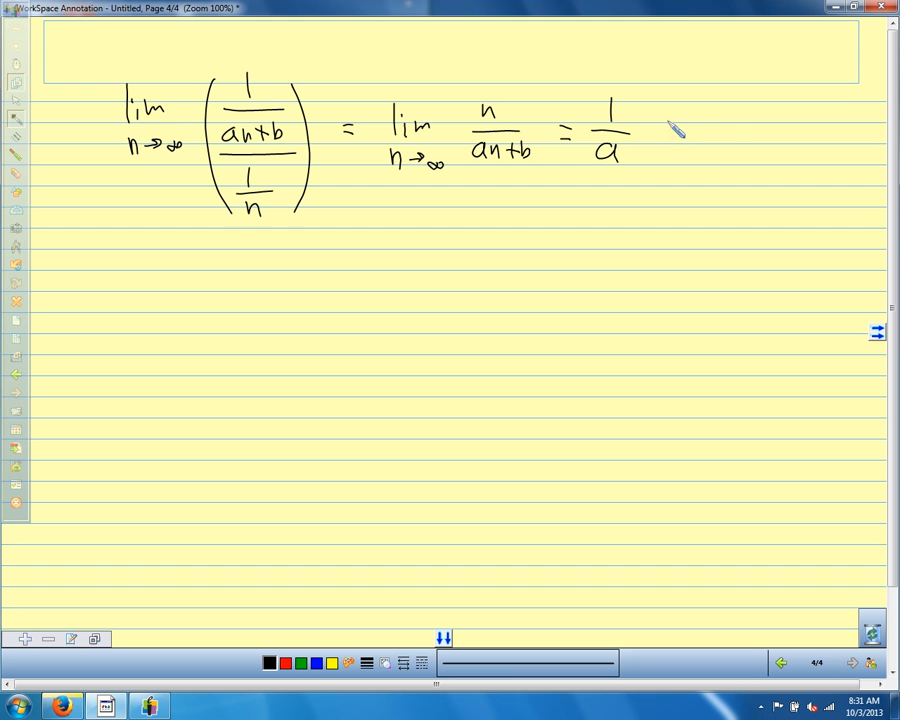 WorkSpace Annotation - Untitled, Page 4/4 (Zoom 100%) *
lim n→∞ ( (1/(an+b)) / (1/n) ) = lim n→∞ n/(an+b) = 1/a
4/4
8:31 AM
10/3/2013